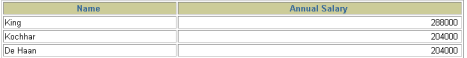 Name Annual Salary
King 288000
Kochhar 204000
De Haan 204000